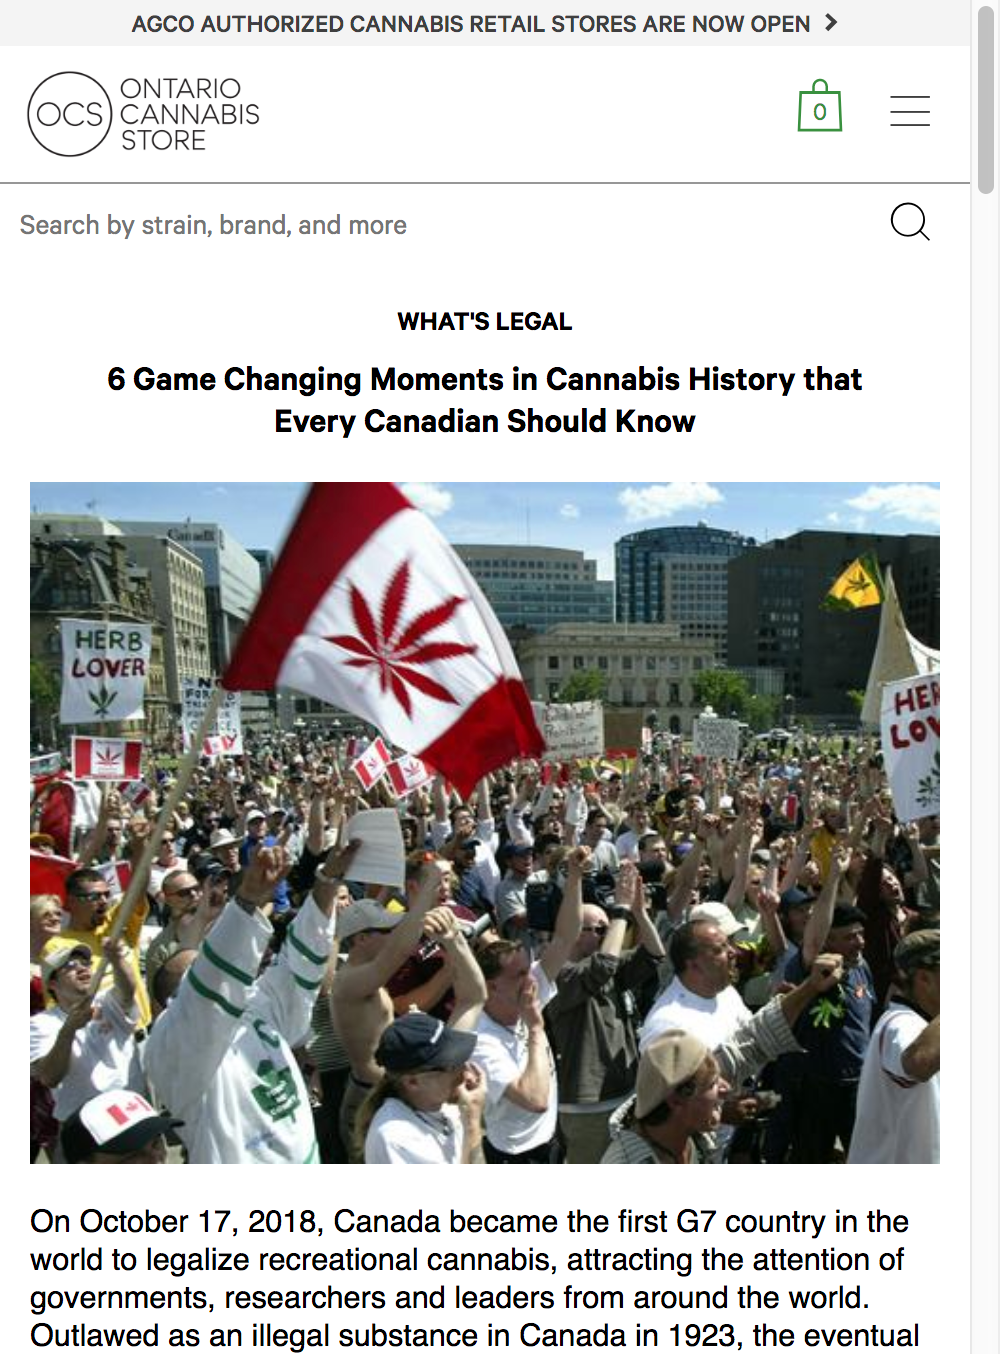 AGCO AUTHORIZED CANNABIS RETAIL STORES ARE NOW OPEN
OCS
ONTARIO
CANNABIS
STORE
0
Search by strain, brand, and more
WHAT'S LEGAL
6 Game Changing Moments in Cannabis History that
Every Canadian Should Know
Canada
HERB
LOVER
HER
LOV
On October 17, 2018, Canada became the first G7 country in the
world to legalize recreational cannabis, attracting the attention of
governments, researchers and leaders from around the world.
Outlawed as an illegal substance in Canada in 1923, the eventual